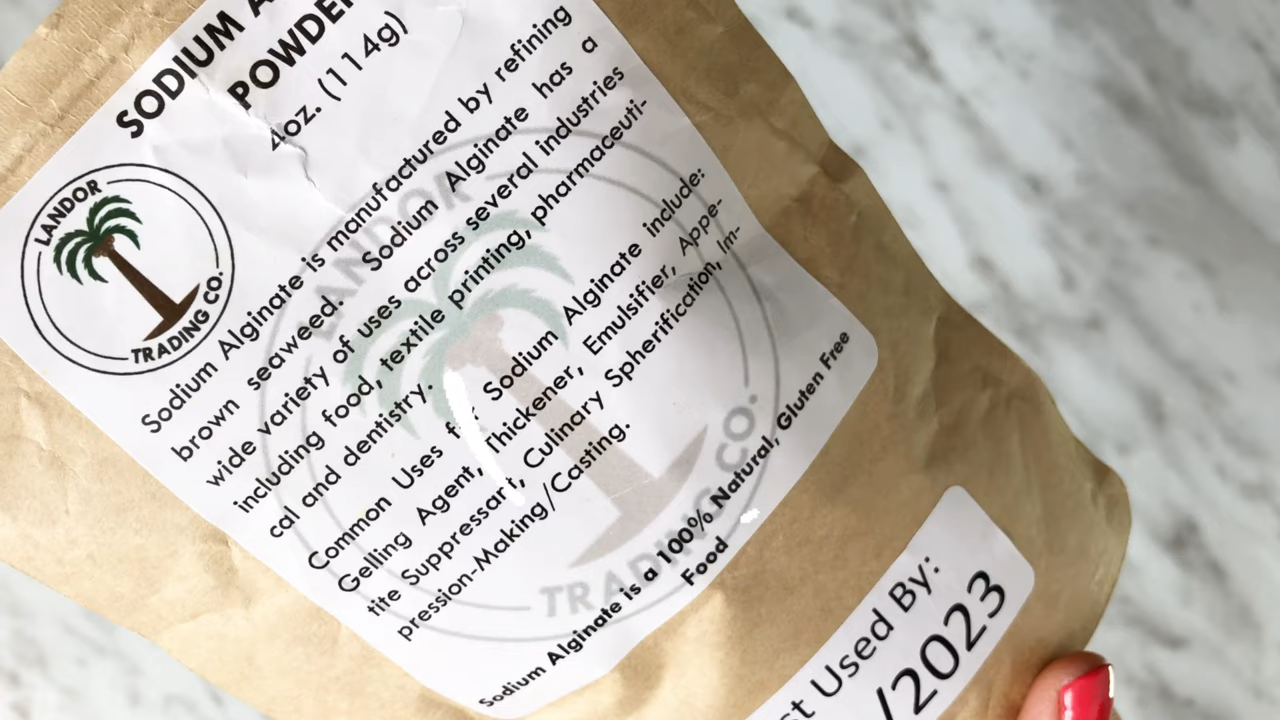 SODIUM A
POWDER
4oz. (114g)
LANDOR
TRADING CO.
Sodium Alginate is manufactured by refining
brown seaweed. Sodium Alginate has a
wide variety of uses across several industries
including food, textile printing, pharmaceuti-
cal and dentistry.
Common Uses f Sodium Alginate include:
Gelling Agent, Thickener, Emulsifier, Appe-
tite Suppressant, Culinary Spherification, Im-
pression-Making/Casting.
LANDOR
TRADING CO.
Sodium Alginate is a 100% Natural, Gluten Free
Food
st Used By:
/2023